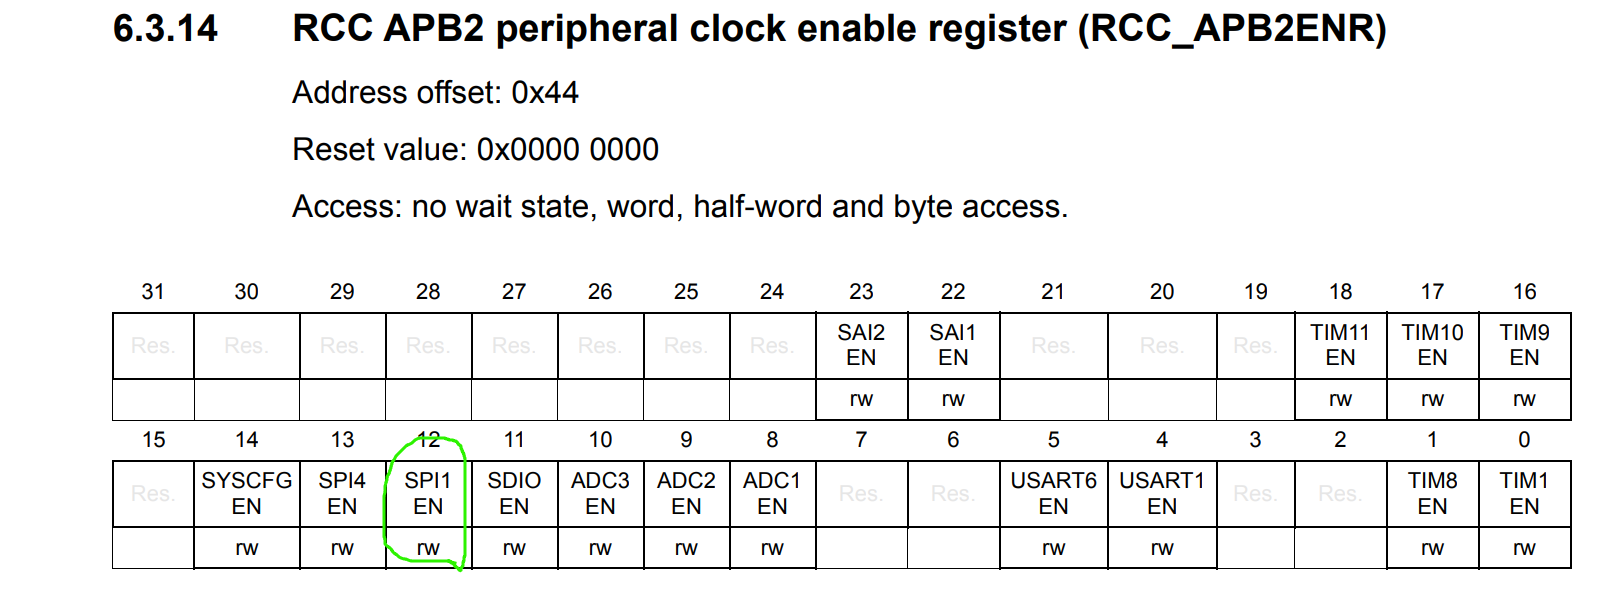 6.3.14 RCC APB2 peripheral clock enable register (RCC_APB2ENR)
Address offset: 0x44
Reset value: 0x0000 0000
Access: no wait state, word, half-word and byte access.
31 30 29 28 27 26 25 24 23 22 21 20 19 18 17 16
Res. Res. Res. Res. Res. Res. Res. Res. SAI2 EN SAI1 EN Res. Res. Res. TIM11 EN TIM10 EN TIM9 EN
rw rw rw rw rw
15 14 13 12 11 10 9 8 7 6 5 4 3 2 1 0
Res. SYSCFG EN SPI4 EN SPI1 EN SDIO EN ADC3 EN ADC2 EN ADC1 EN Res. Res. USART6 EN USART1 EN Res. Res. TIM8 EN TIM1 EN
rw rw rw rw rw rw rw rw rw rw rw